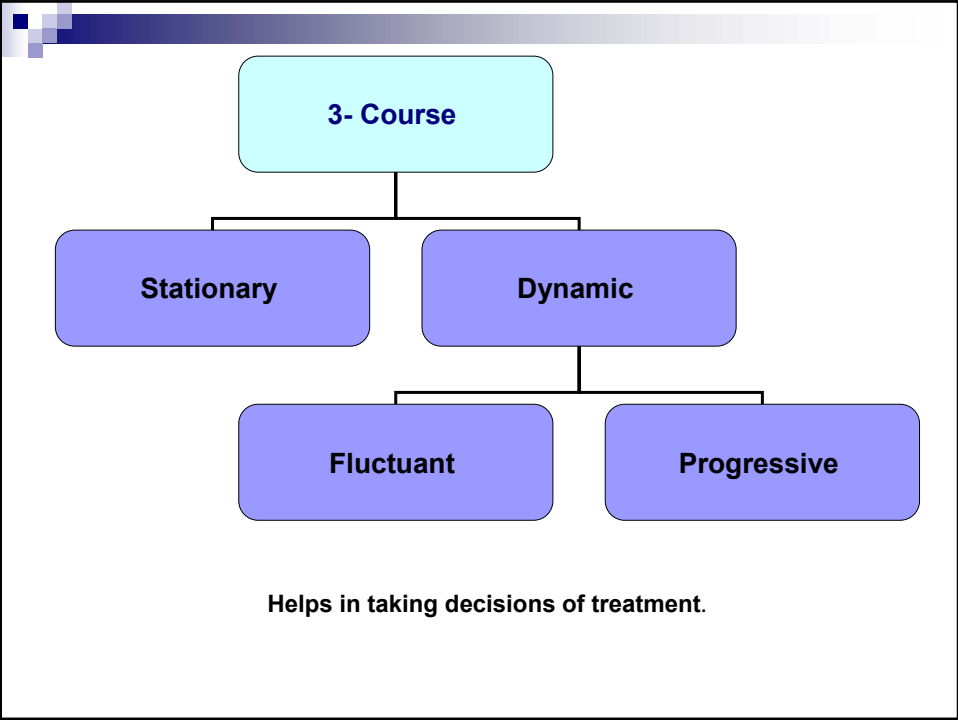 3- Course
Stationary
Dynamic
Fluctuant
Progressive
Helps in taking decisions of treatment.